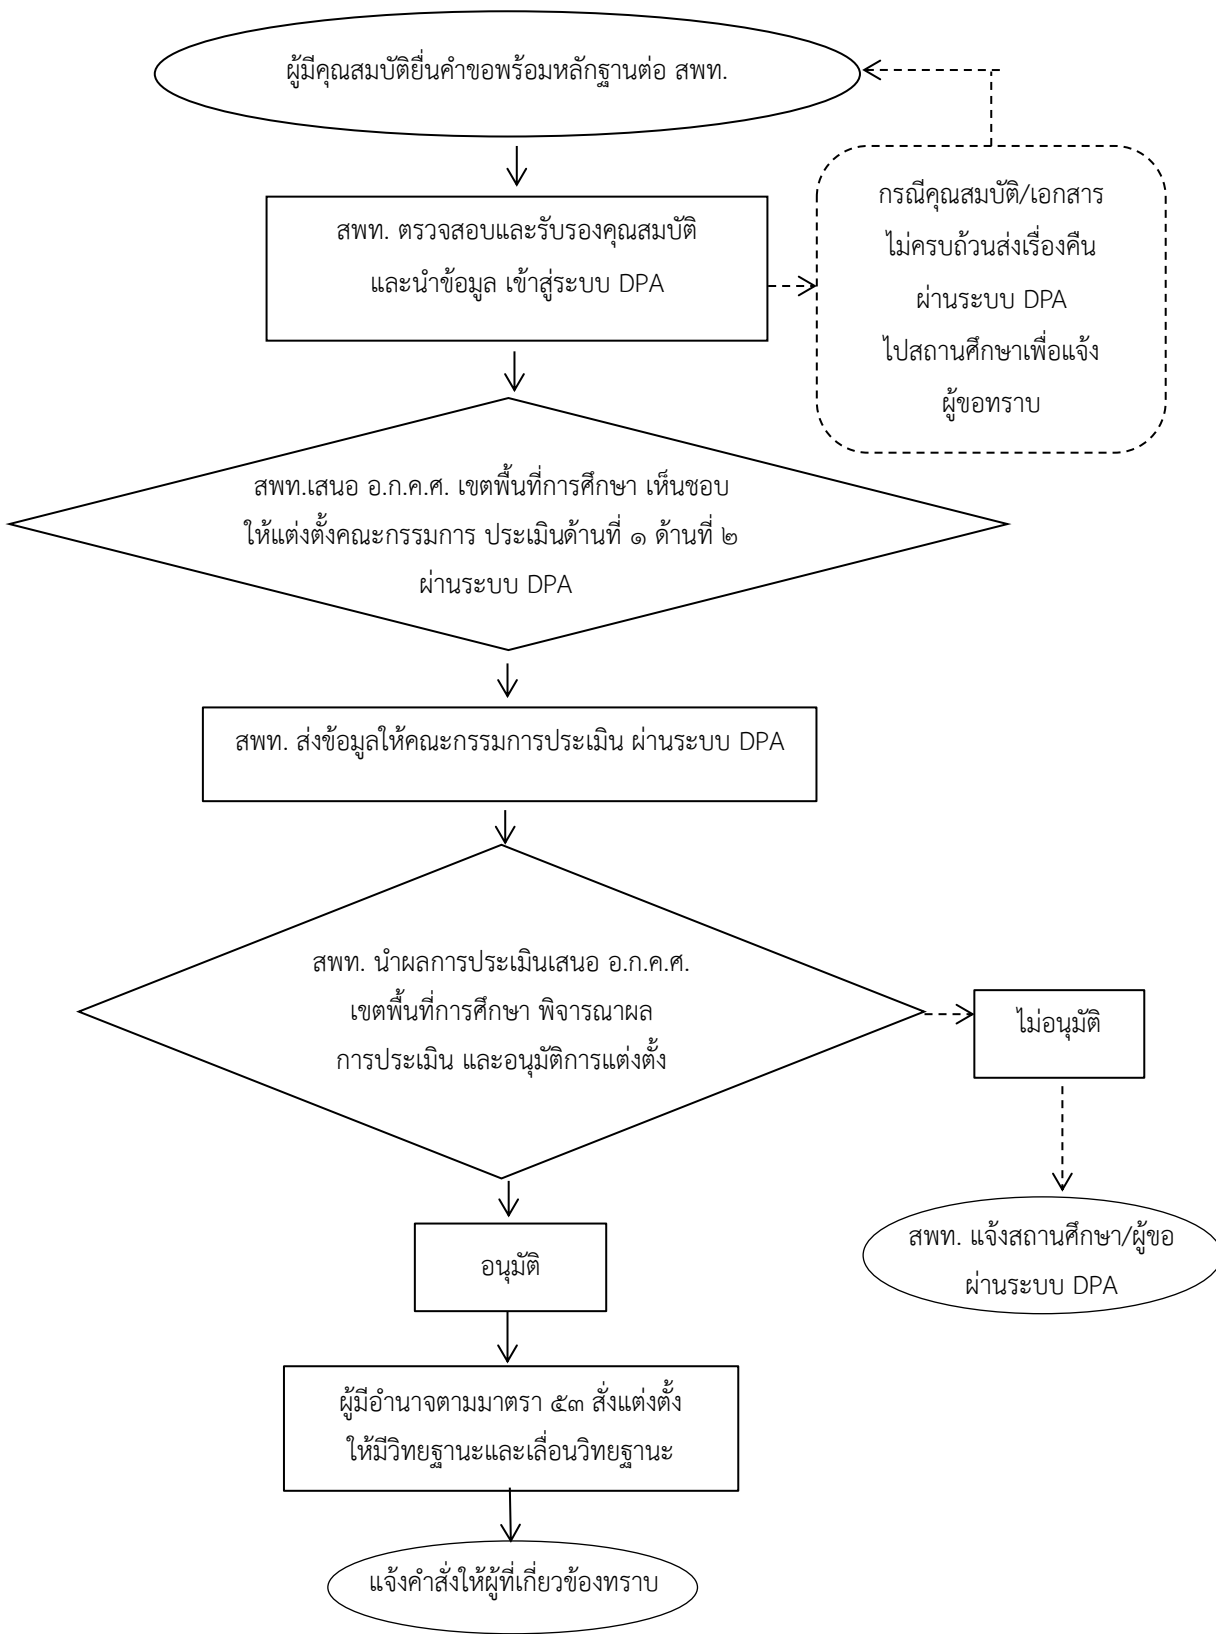 ผู้มีคุณสมบัติยื่นคำขอพร้อมหลักฐานต่อ สพท.
สพท. ตรวจสอบและรับรองคุณสมบัติ
และนำข้อมูล เข้าสู่ระบบ DPA
กรณีคุณสมบัติ/เอกสาร
ไม่ครบถ้วนส่งเรื่องคืน
ผ่านระบบ DPA
ไปสถานศึกษาเพื่อแจ้ง
ผู้ขอทราบ
สพท.เสนอ อ.ก.ค.ศ. เขตพื้นที่การศึกษา เห็นชอบ
ให้แต่งตั้งคณะกรรมการ ประเมินด้านที่ ๑ ด้านที่ ๒
ผ่านระบบ DPA
สพท. ส่งข้อมูลให้คณะกรรมการประเมิน ผ่านระบบ DPA
สพท. นำผลการประเมินเสนอ อ.ก.ค.ศ.
เขตพื้นที่การศึกษา พิจารณาผล
การประเมิน และอนุมัติการแต่งตั้ง
ไม่อนุมัติ
สพท. แจ้งสถานศึกษา/ผู้ขอ
ผ่านระบบ DPA
อนุมัติ
ผู้มีอำนาจตามมาตรา ๕๓ สั่งแต่งตั้ง
ให้มีวิทยฐานะและเลื่อนวิทยฐานะ
แจ้งคำสั่งให้ผู้ที่เกี่ยวข้องทราบ